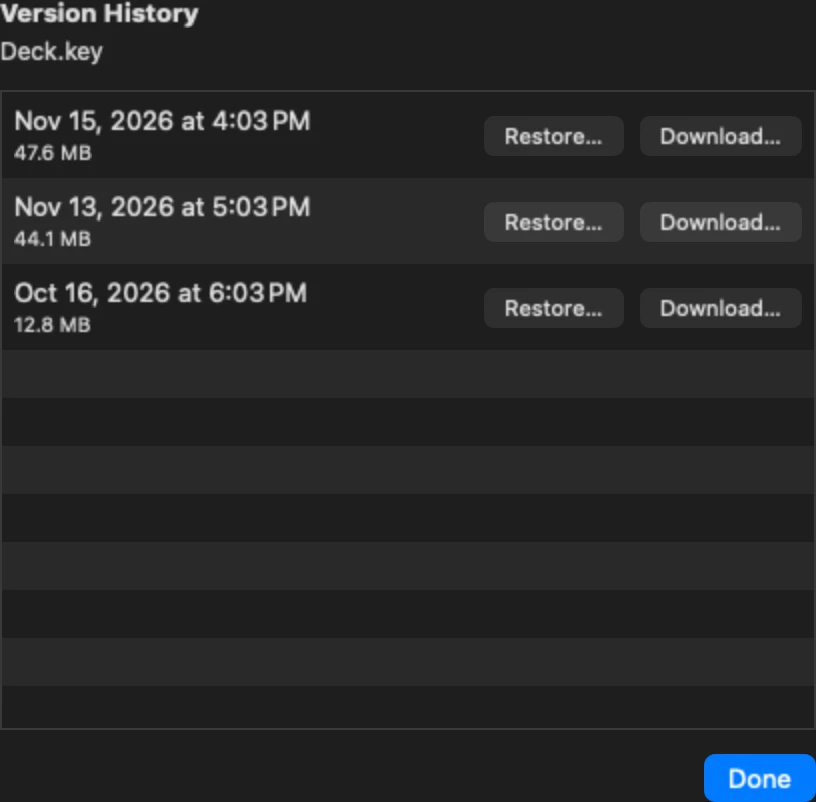 Version History
Deck.key
Nov 15, 2026 at 4:03 PM
47.6 MB
Restore...
Download...
Nov 13, 2026 at 5:03 PM
44.1 MB
Restore...
Download...
Oct 16, 2026 at 6:03 PM
12.8 MB
Restore...
Download...
Done